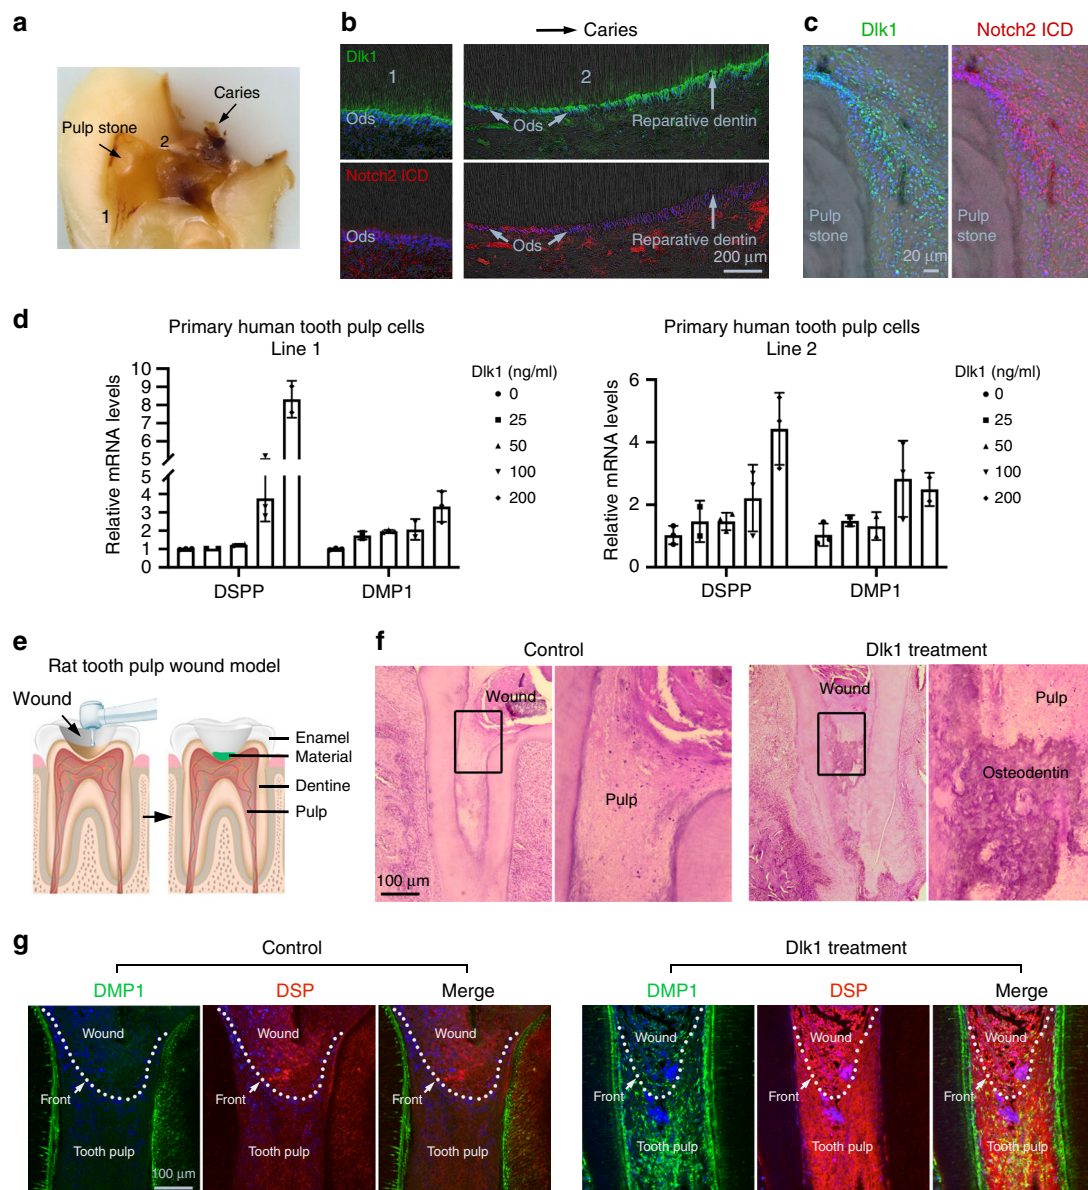 a
Caries
Pulp stone
2
1
b
Caries
Dlk1
1
2
Ods
Ods
Reparative dentin
Notch2 ICD
Ods
Ods
Reparative dentin
200 μm
c
Dlk1
Notch2 ICD
Pulp
stone
20 μm
Pulp
stone
d
Primary human tooth pulp cells
Line 1
Relative mRNA levels
10
9
8
7
6
5
5
4
3
2
1
0
DSPP
DMP1
Dlk1 (ng/ml)
0
25
50
100
200
Primary human tooth pulp cells
Line 2
Relative mRNA levels
6
4
2
0
DSPP
DMP1
Dlk1 (ng/ml)
0
25
50
100
200
e
Rat tooth pulp wound model
Wound
Enamel
Material
Dentine
Pulp
f
Control
Wound
100 μm
Pulp
Dlk1 treatment
Wound
Pulp
Osteodentin
g
Control
DMP1
DSP
Merge
Wound
Front
Tooth pulp
100 μm
Wound
Front
Tooth pulp
Wound
Front
Tooth pulp
Dlk1 treatment
DMP1
DSP
Merge
Wound
Front
Tooth pulp
Wound
Front
Tooth pulp
Wound
Front
Tooth pulp